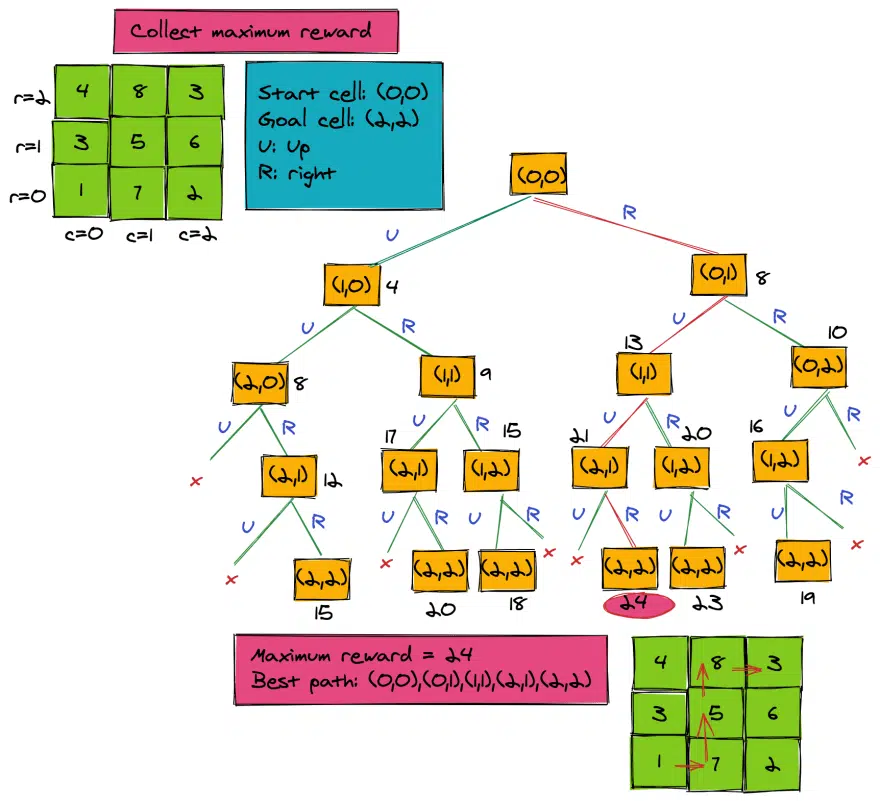 Collect maximum reward
r=2 4 8 3
r=1 3 5 6
r=0 1 7 2
c=0 c=1 c=2
Start cell: (0,0)
Goal cell: (2,2)
U: Up
R: right
(0,0)
U R
(1,0) 4 (0,1) 8
U R U R
13 10
(2,0) 8 (1,1) 9 (1,1) (0,2)
U R U R U R U R
17 15 21 20 16
x (2,1) 12 (2,1) (1,2) (2,1) (1,2) (1,2) x
U R U R U R U R U R U R
x (2,2) x (2,2) (2,2) x x (2,2) (2,2) x (2,2) x
15 20 18 24 23 19
Maximum reward = 24
Best path: (0,0),(0,1),(1,1),(2,1),(2,2)
4 8 3
3 5 6
1 7 2